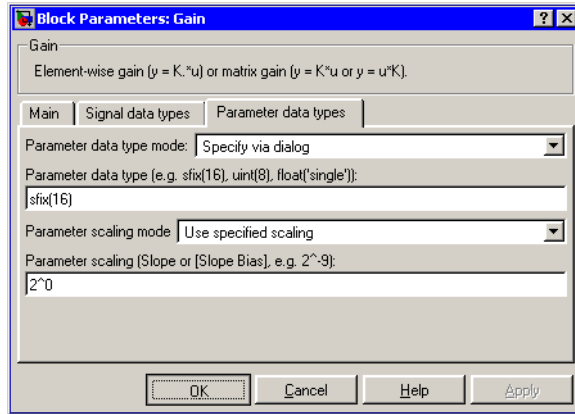 Block Parameters: Gain
Gain
Element-wise gain (y = K.*u) or matrix gain (y = K*u or y = u*K).
Main Signal data types Parameter data types
Parameter data type mode: Specify via dialog
Parameter data type (e.g. sfix(16), uint(8), float('single')):
sfix(16)
Parameter scaling mode Use specified scaling
Parameter scaling (Slope or [Slope Bias], e.g. 2^-9):
2^0
OK Cancel Help Apply